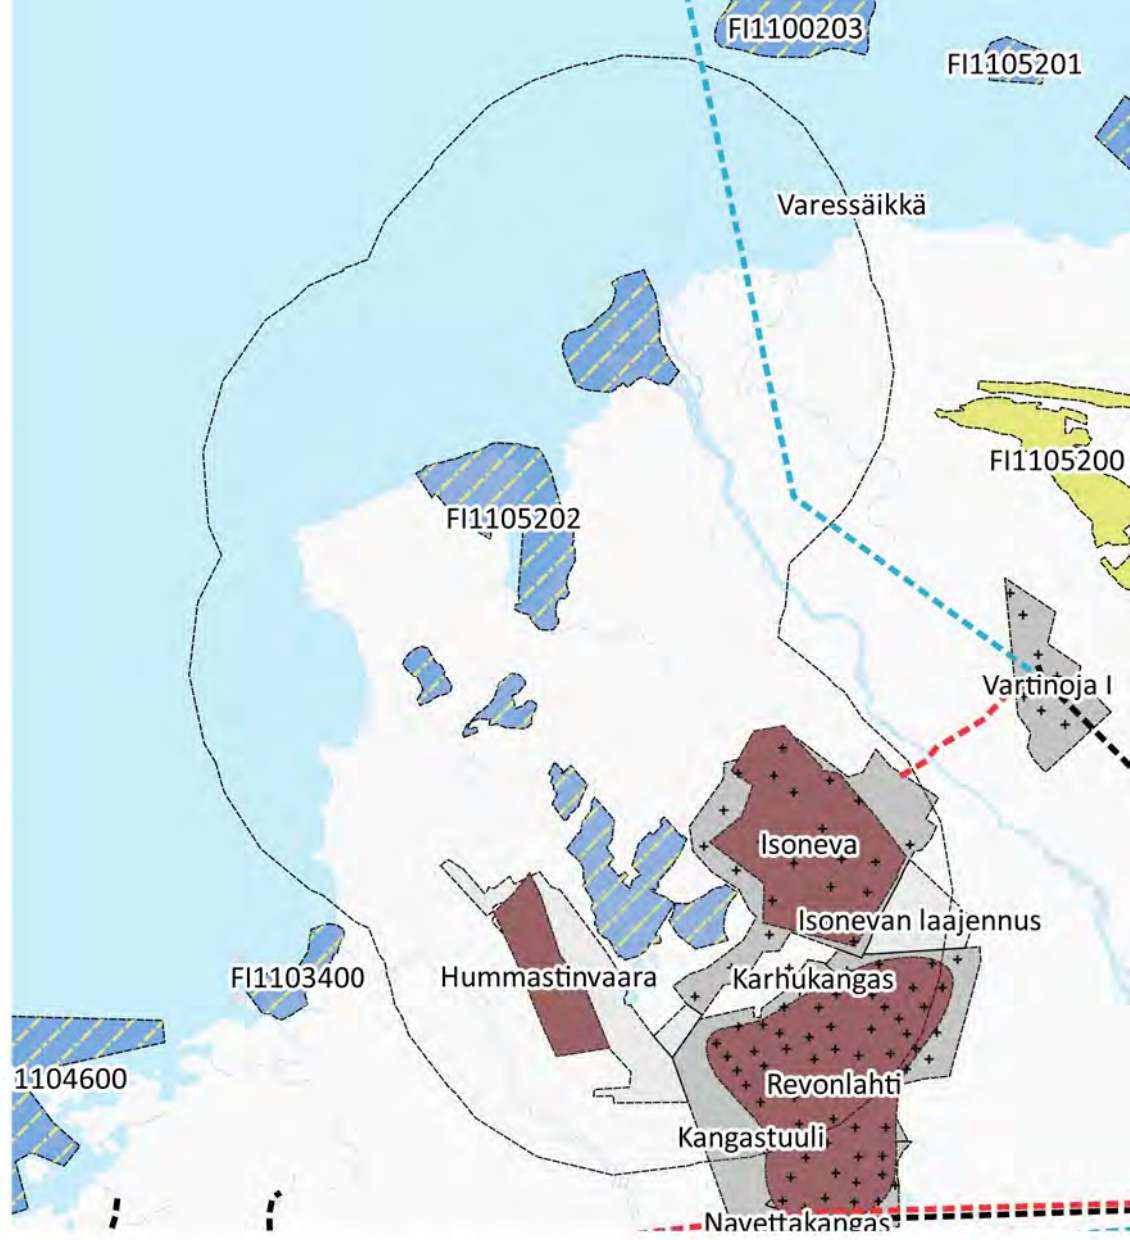 FI1100203
FI1105201
Varessäikkä
FI1105200
FI1105202
Vartinoja I
Isoneva
Isonevan laajennus
FI1103400
Hummastinvaara
Karhukangas
1104600
Revonlahti
Kangastuuli
Navettakangas